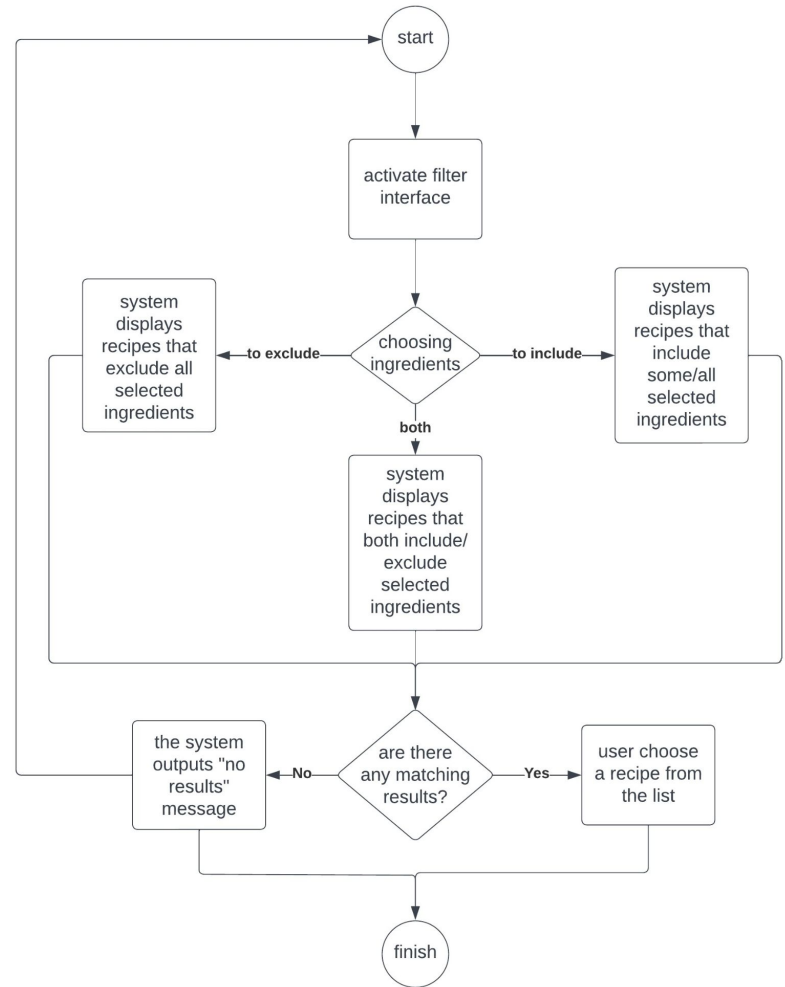 start
activate filter
interface
system
displays
recipes that
exclude all
selected
ingredients
to exclude
choosing
ingredients
to include
system
displays
recipes that
include
some/all
selected
ingredients
both
system
displays
recipes that
both include/
exclude
selected
ingredients
the system
outputs "no
results"
message
No
are there
any matching
results?
Yes
user choose
a recipe from
the list
finish